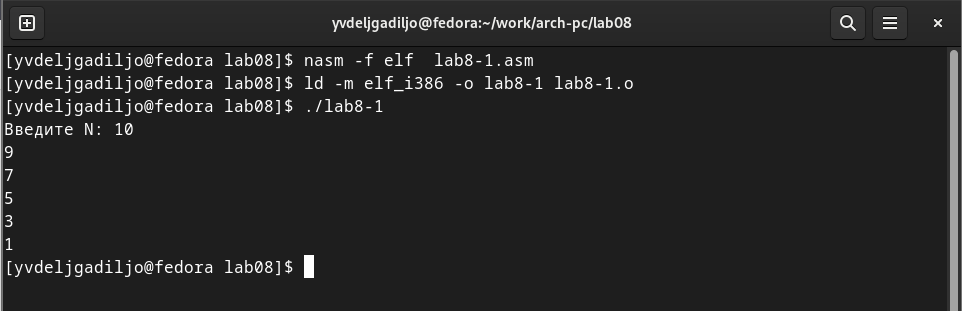 yvdeljgadiljo@fedora:~/work/arch-pc/lab08
[yvdeljgadiljo@fedora lab08]$ nasm -f elf  lab8-1.asm
[yvdeljgadiljo@fedora lab08]$ ld -m elf_i386 -o lab8-1 lab8-1.o
[yvdeljgadiljo@fedora lab08]$ ./lab8-1
Введите N: 10
9
7
5
3
1
[yvdeljgadiljo@fedora lab08]$